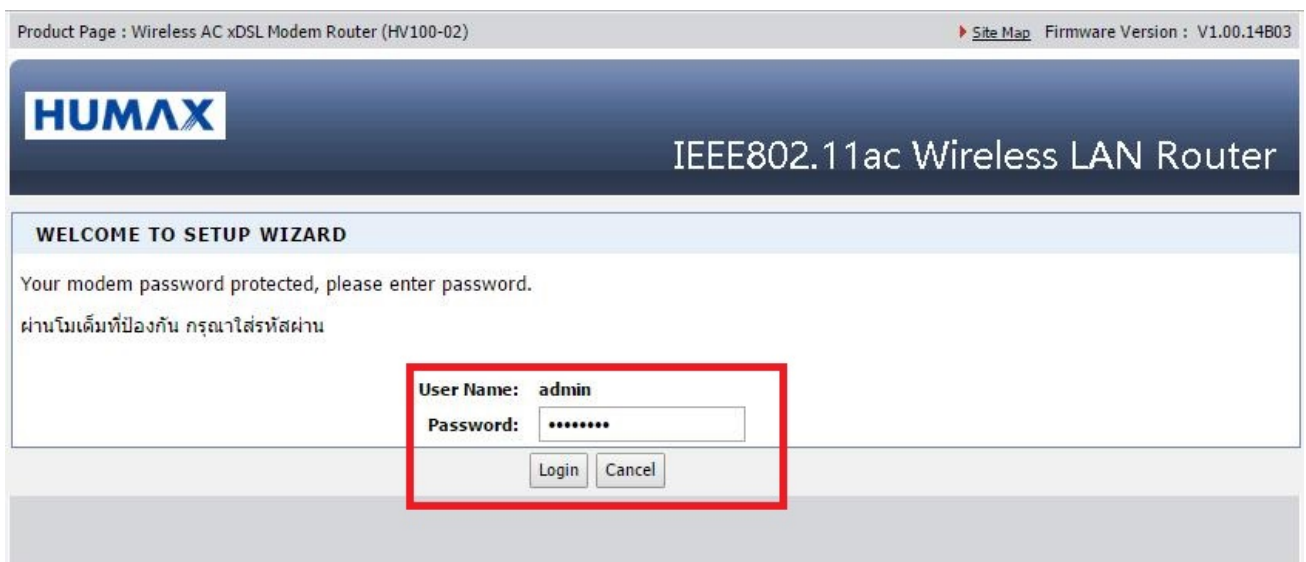 Product Page : Wireless AC xDSL Modem Router (HV100-02) Site Map Firmware Version : V1.00.14B03
HUMAX
IEEE802.11ac Wireless LAN Router
WELCOME TO SETUP WIZARD
Your modem password protected, please enter password.
ผ่านโมเด็มที่ป้องกัน กรุณาใส่รหัสผ่าน
User Name: admin
Password: ••••••••
Login Cancel